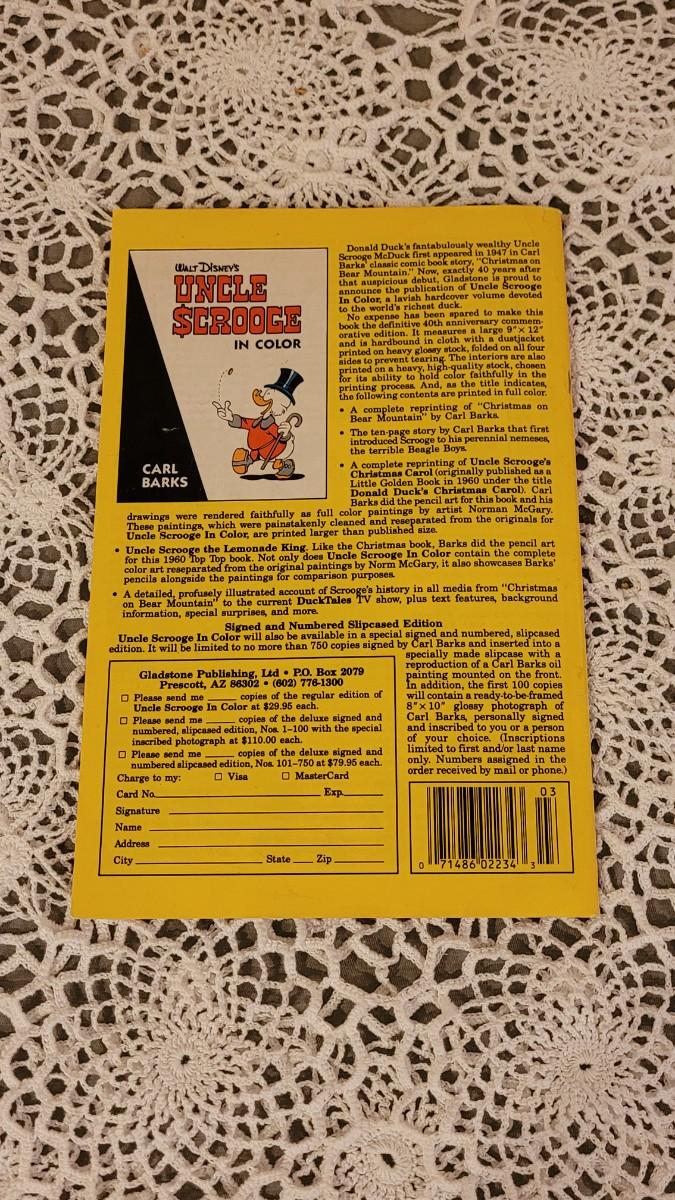 WALT DISNEY'S
UNCLE
$CROOGE
IN COLOR
CARL
BARKS
Donald Duck's fantabulously wealthy Uncle
Scrooge McDuck first appeared in 1947 in Carl
Barks' classic comic book story, "Christmas on
Bear Mountain." Now, exactly 40 years after
that auspicious debut, Gladstone is proud to
announce the publication of Uncle Scrooge
In Color, a lavish hardcover volume devoted
to the world's richest duck.
No expense has been spared to make this
book the definitive 40th anniversary commem-
orative edition. It measures a large 9" × 12"
and is hardbound in cloth with a dustjacket
printed on heavy glossy stock, folded on all four
sides to prevent tearing. The interiors are also
printed on a heavy, high-quality stock, chosen
for its ability to hold color faithfully in the
printing process. And, as the title indicates,
the following contents are printed in full color.
• A complete reprinting of "Christmas on
Bear Mountain" by Carl Barks.
• The ten-page story by Carl Barks that first
introduced Scrooge to his perennial nemeses,
the terrible Beagle Boys.
• A complete reprinting of Uncle Scrooge's
Christmas Carol (originally published as a
Little Golden Book in 1960 under the title
Donald Duck's Christmas Carol). Carl
Barks did the pencil art for this book and his
drawings were rendered faithfully as full color paintings by artist Norman McGary.
These paintings, which were painstakenly cleaned and reseparated from the originals for
Uncle Scrooge In Color, are printed larger than published size.
• Uncle Scrooge the Lemonade King. Like the Christmas book, Barks did the pencil art
for this 1960 Top Top book. Not only does Uncle Scrooge In Color contain the complete
color art reseparated from the original paintings by Norm McGary, it also showcases Barks'
pencils alongside the paintings for comparison purposes.
• A detailed, profusely illustrated account of Scrooge's history in all media from "Christmas
on Bear Mountain" to the current DuckTales TV show, plus text features, background
information, special surprises, and more.
Signed and Numbered Slipcased Edition
Uncle Scrooge In Color will also be available in a special signed and numbered, slipcased
edition. It will be limited to no more than 750 copies signed by Carl Barks and inserted into a
specially made slipcase with a
reproduction of a Carl Barks oil
painting mounted on the front.
In addition, the first 100 copies
will contain a ready-to-be-framed
8" × 10" glossy photograph of
Carl Barks, personally signed
and inscribed to you or a person
of your choice. (Inscriptions
limited to first and/or last name
only. Numbers assigned in the
order received by mail or phone.)
Gladstone Publishing, Ltd • P.O. Box 2079
Prescott, AZ 86302 • (602) 776-1300
☐ Please send me ____ copies of the regular edition of
Uncle Scrooge In Color at $29.95 each.
☐ Please send me ____ copies of the deluxe signed and
numbered, slipcased edition, Nos. 1-100 with the special
inscribed photograph at $110.00 each.
☐ Please send me ____ copies of the deluxe signed and
numbered slipcased edition, Nos. 101-750 at $79.95 each.
Charge to my: ☐ Visa ☐ MasterCard
Card No. ____ Exp. ____
Signature ____
Name ____
Address ____
City ____ State ____ Zip ____
03
0 71486 02234 3